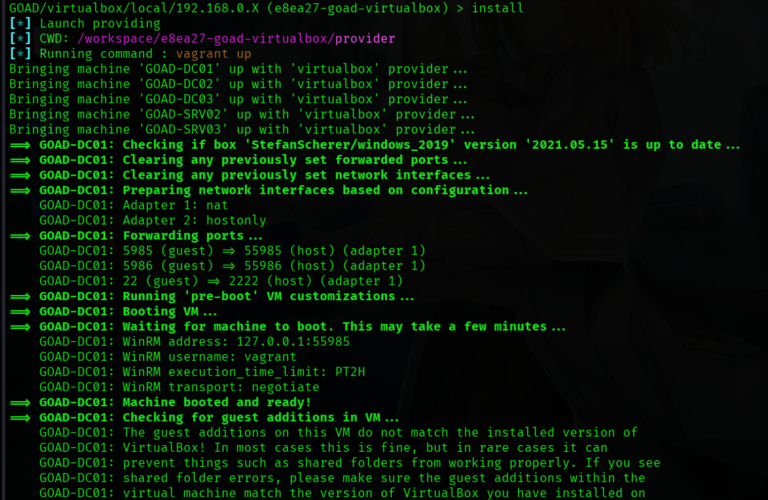 GOAD/virtualbox/local/192.168.0.X (e8ea27-goad-virtualbox) > install
[*] Launch providing
[*] CWD: /workspace/e8ea27-goad-virtualbox/provider
[*] Running command : vagrant up
Bringing machine 'GOAD-DC01' up with 'virtualbox' provider...
Bringing machine 'GOAD-DC02' up with 'virtualbox' provider...
Bringing machine 'GOAD-DC03' up with 'virtualbox' provider...
Bringing machine 'GOAD-SRV02' up with 'virtualbox' provider...
Bringing machine 'GOAD-SRV03' up with 'virtualbox' provider...
==> GOAD-DC01: Checking if box 'StefanScherer/windows_2019' version '2021.05.15' is up to date...
==> GOAD-DC01: Clearing any previously set forwarded ports...
==> GOAD-DC01: Clearing any previously set network interfaces...
==> GOAD-DC01: Preparing network interfaces based on configuration...
    GOAD-DC01: Adapter 1: nat
    GOAD-DC01: Adapter 2: hostonly
==> GOAD-DC01: Forwarding ports...
    GOAD-DC01: 5985 (guest) => 55985 (host) (adapter 1)
    GOAD-DC01: 5986 (guest) => 55986 (host) (adapter 1)
    GOAD-DC01: 22 (guest) => 2222 (host) (adapter 1)
==> GOAD-DC01: Running 'pre-boot' VM customizations...
==> GOAD-DC01: Booting VM...
==> GOAD-DC01: Waiting for machine to boot. This may take a few minutes...
    GOAD-DC01: WinRM address: 127.0.0.1:55985
    GOAD-DC01: WinRM username: vagrant
    GOAD-DC01: WinRM execution_time_limit: PT2H
    GOAD-DC01: WinRM transport: negotiate
==> GOAD-DC01: Machine booted and ready!
==> GOAD-DC01: Checking for guest additions in VM...
    GOAD-DC01: The guest additions on this VM do not match the installed version of
    GOAD-DC01: VirtualBox! In most cases this is fine, but in rare cases it can
    GOAD-DC01: prevent things such as shared folders from working properly. If you see
    GOAD-DC01: shared folder errors, please make sure the guest additions within the
    GOAD-DC01: virtual machine match the version of VirtualBox you have installed on